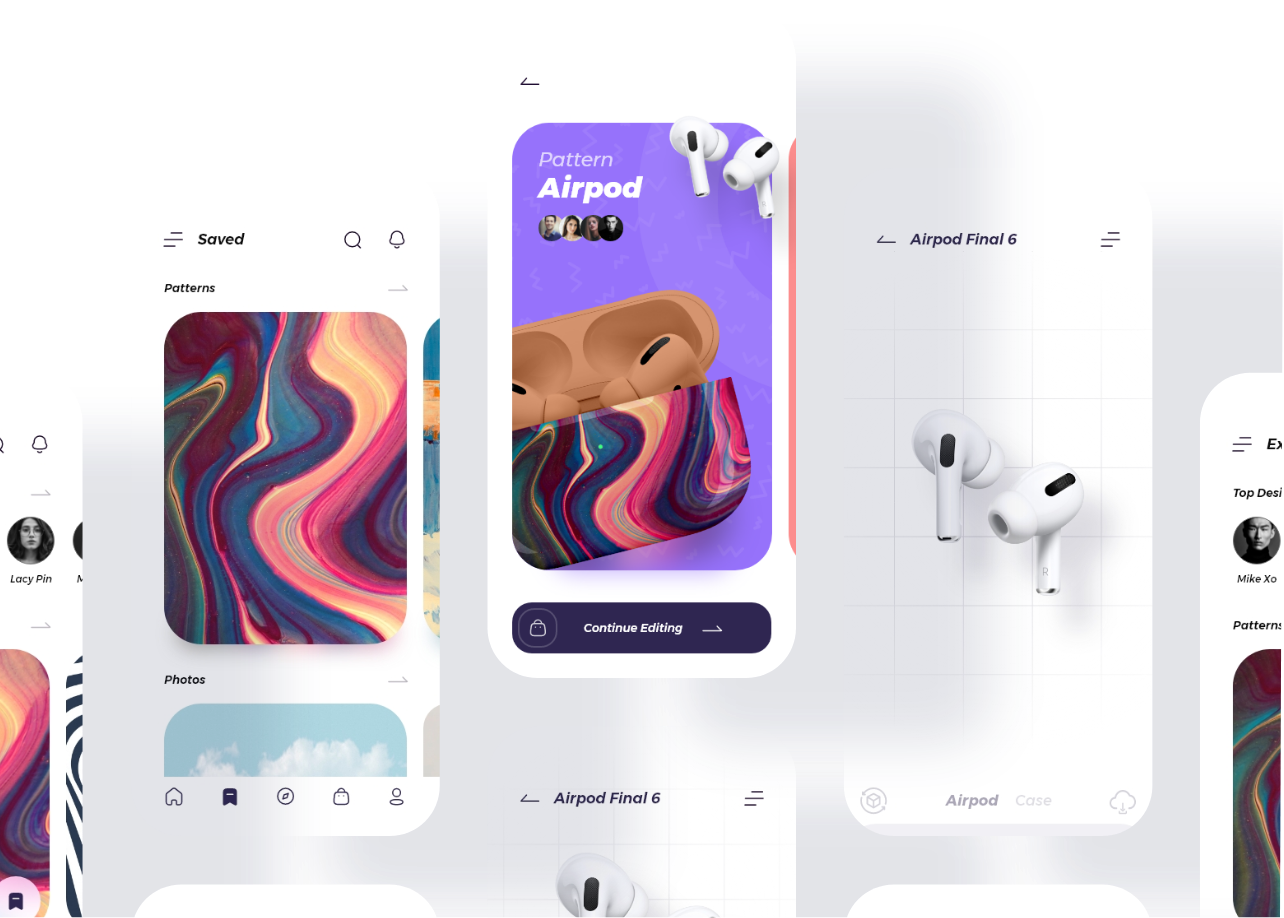 Lacy Pin
Saved
Patterns
Photos
Pattern
Airpod
Continue Editing
Airpod Final 6
Airpod Final 6
R
Airpod Case
Top Desi
Mike Xo
Patterns